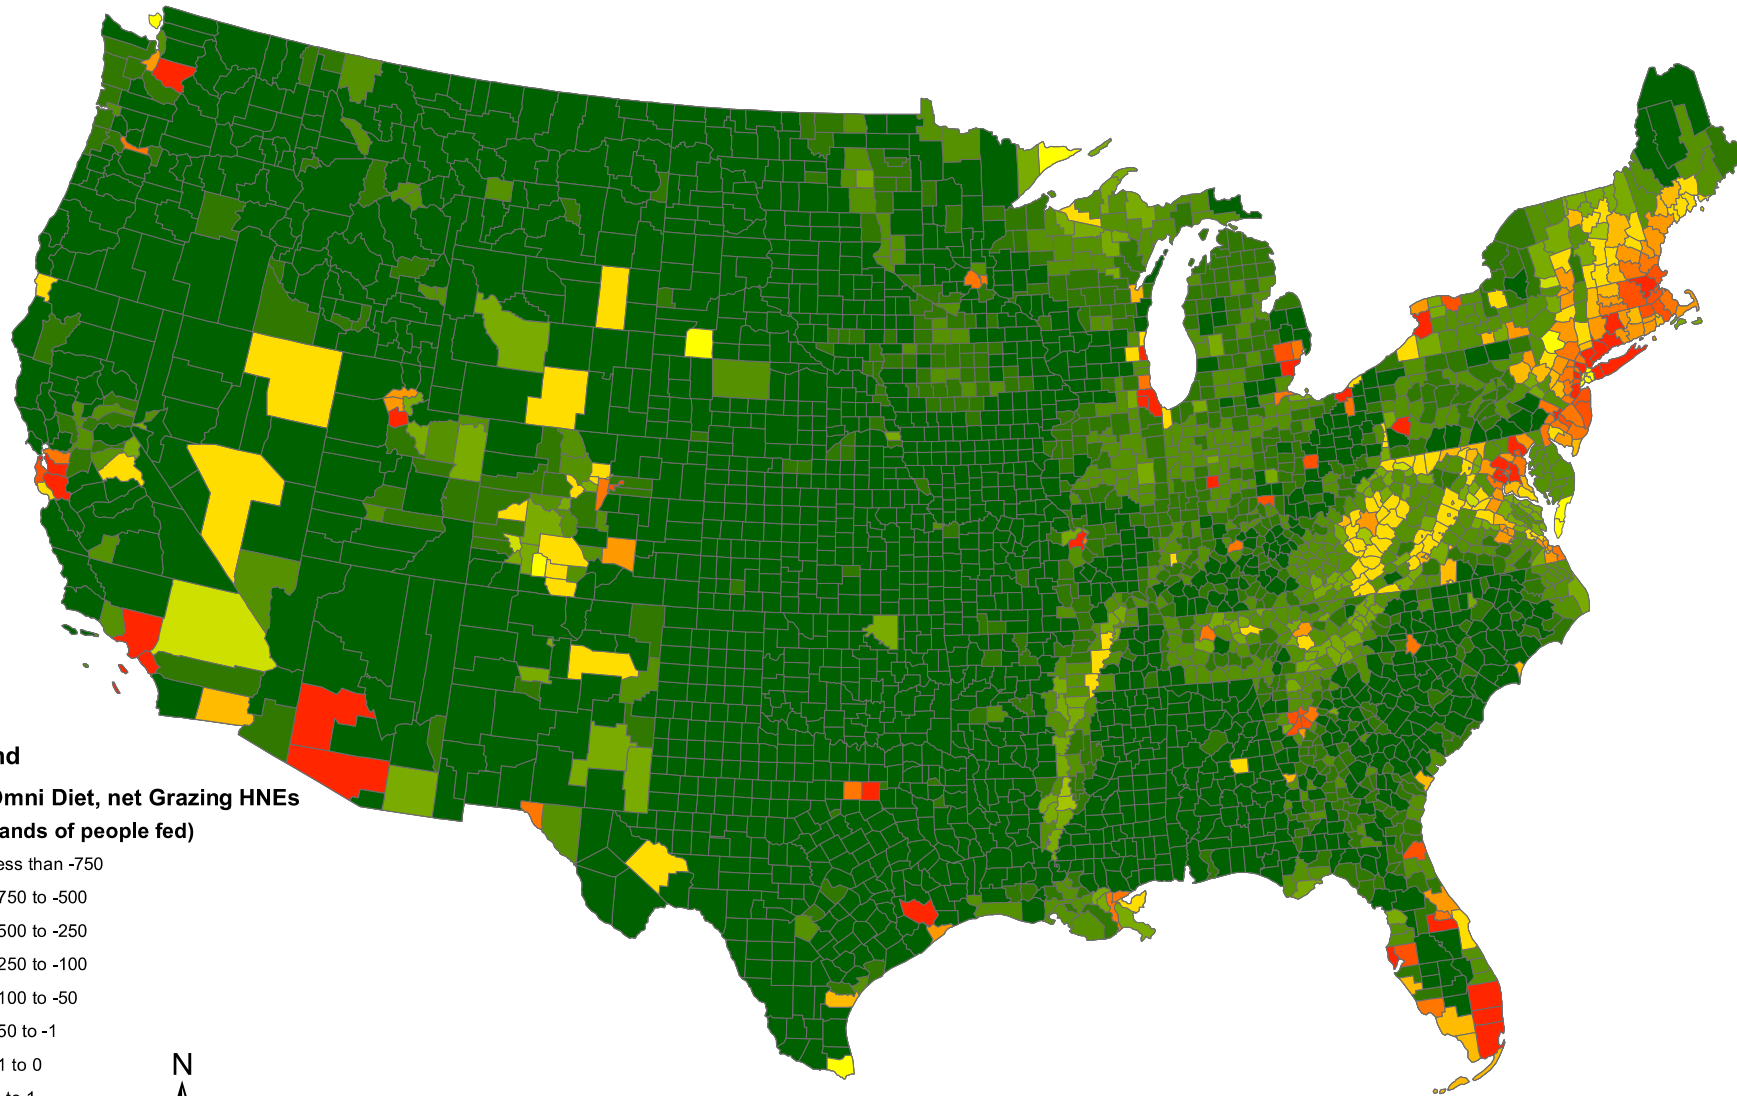 nd
Omni Diet, net Grazing HNEs
ands of people fed)
ess than -750
750 to -500
500 to -250
250 to -100
100 to -50
50 to -1
1 to 0
N